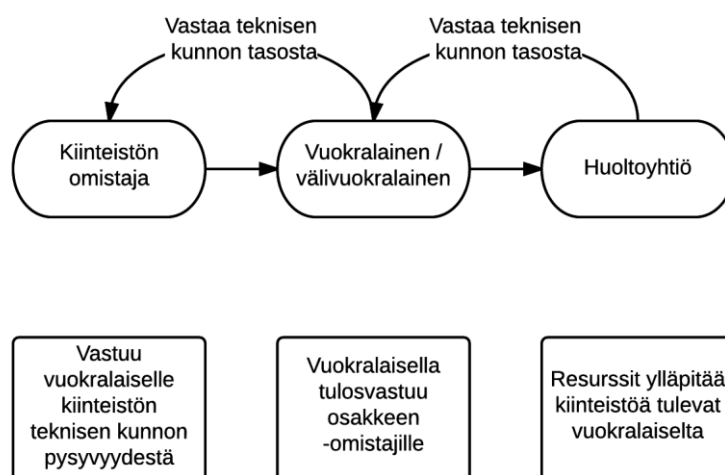 Vastaa teknisen
kunnon tasosta
Vastaa teknisen
kunnon tasosta
Kiinteistön
omistaja
Vuokralainen /
välivuokralainen
Huoltoyhtiö
Vastuu
vuokralaiselle
kiinteistön
teknisen kunnon
pysyvyydestä
Vuokralaisella
tulosvastuu
osakkeen
-omistajille
Resurssit ylläpitää
kiinteistöä tulevat
vuokralaiselta